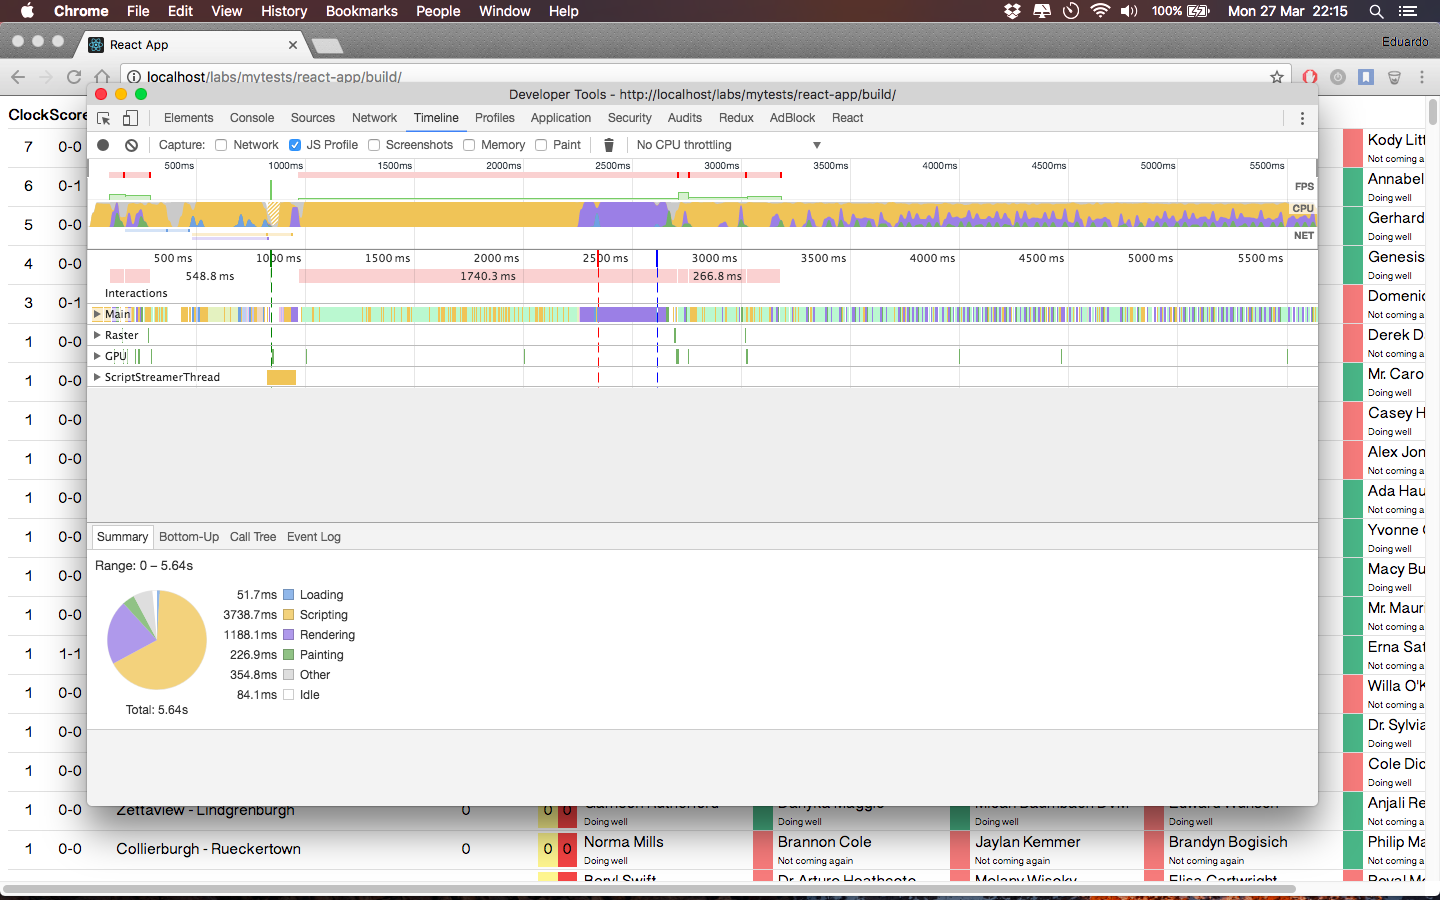 Chrome File Edit View History Bookmarks People Window Help 100% Mon 27 Mar 22:15
React App Eduardo
localhost/labs/mytests/react-app/build/
Developer Tools - http://localhost/labs/mytests/react-app/build/
Elements Console Sources Network Timeline Profiles Application Security Audits Redux AdBlock React
Capture: Network JS Profile Screenshots Memory Paint No CPU throttling
500ms 1000ms 1500ms 2000ms 2500ms 3000ms 3500ms 4000ms 4500ms 5000ms 5500ms
FPS
CPU
NET
500 ms 1000 ms 1500 ms 2000 ms 2500 ms 3000 ms 3500 ms 4000 ms 4500 ms 5000 ms 5500 ms
548.8 ms 1740.3 ms 266.8 ms
Interactions
Main
Raster
GPU
ScriptStreamerThread
Summary Bottom-Up Call Tree Event Log
Range: 0 – 5.64s
51.7ms Loading
3738.7ms Scripting
1188.1ms Rendering
226.9ms Painting
354.8ms Other
84.1ms Idle
Total: 5.64s
ClockScore
7 0-0
6 0-1
5 0-0
4 0-0
3 0-1
1 0-0
1 0-0
1 0-0
1 0-0
1 0-0
1 0-0
1 0-0
1 0-0
1 1-1
1 0-0
1 0-0
1 0-0
1 0-0 Zettaview - Lindgrenburgh 0 0 0
Doing well Doing well Doing well Not coming again
1 0-0 Collierburgh - Rueckertown 0 0 0 Norma Mills Brannon Cole Jaylan Kemmer Brandyn Bogisich
Doing well Not coming again Not coming again Not coming again
Beryl Swift Dr. Arturo Heathcote Melany Wisoky Elisa Cartwright
Kody Litt
Not coming a
Annabel
Doing well
Gerhard
Doing well
Genesis
Doing well
Domenic
Not coming a
Derek D
Not coming a
Mr. Caro
Doing well
Casey H
Not coming a
Alex Jon
Not coming a
Ada Hau
Not coming a
Yvonne
Doing well
Macy Bu
Doing well
Mr. Mauri
Doing well
Erna Sat
Not coming a
Willa O'K
Not coming a
Dr. Sylvia
Doing well
Cole Dic
Doing well
Anjali Re
Doing well
Philip Ma
Not coming a